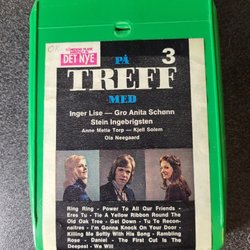 DET NYE
PÅ
3
TREFF
MED
Inger Lise — Gro Anita Schønn
Stein Ingebrigsten
Anne Mette Torp — Kjell Solem
Ola Neegaard
Ring Ring - Power To All Our Friends -
Eres Tu - Tie A Yellow Ribbon Round The
Old Oak Tree - Get Down - Tu Te Recon-
naitres - I'm Gonna Knock On Your Door -
Killing Me Softly With His Song - Rambling
Rose - Daniel - The First Cut Is The
Deepest - We Will